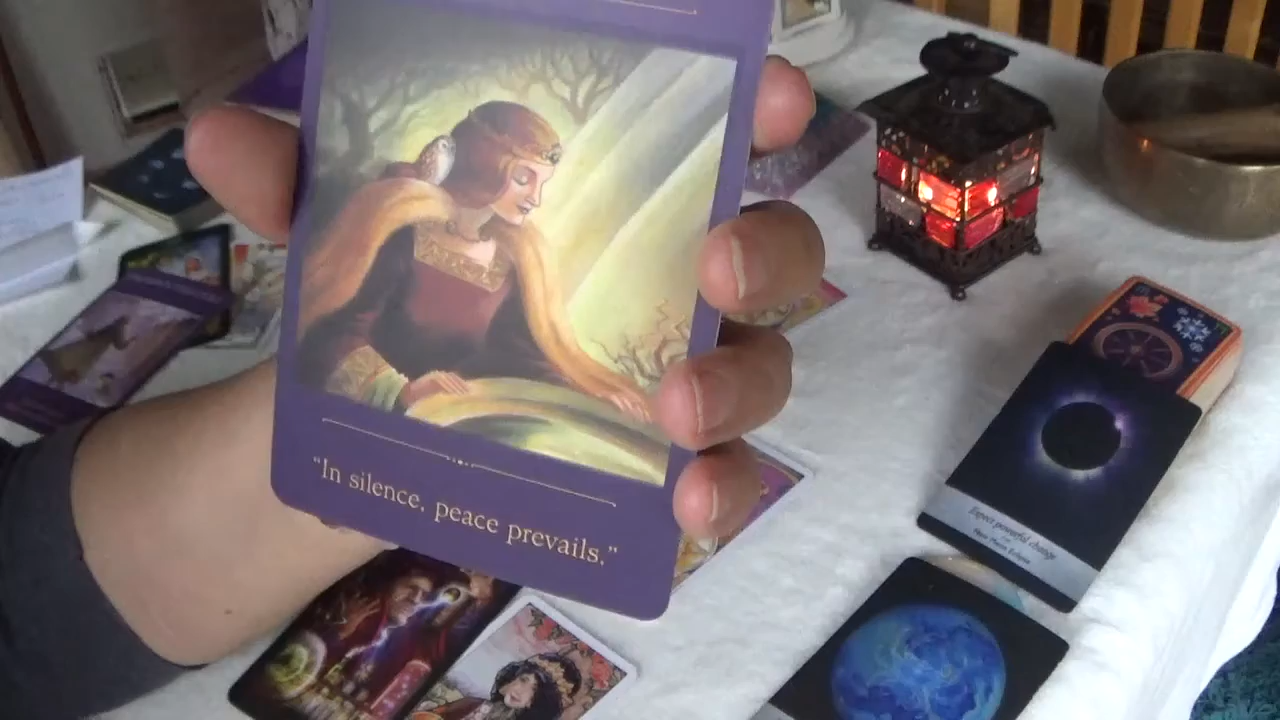 "In silence, peace prevails."
Expect powerful change
New Moon Eclipse